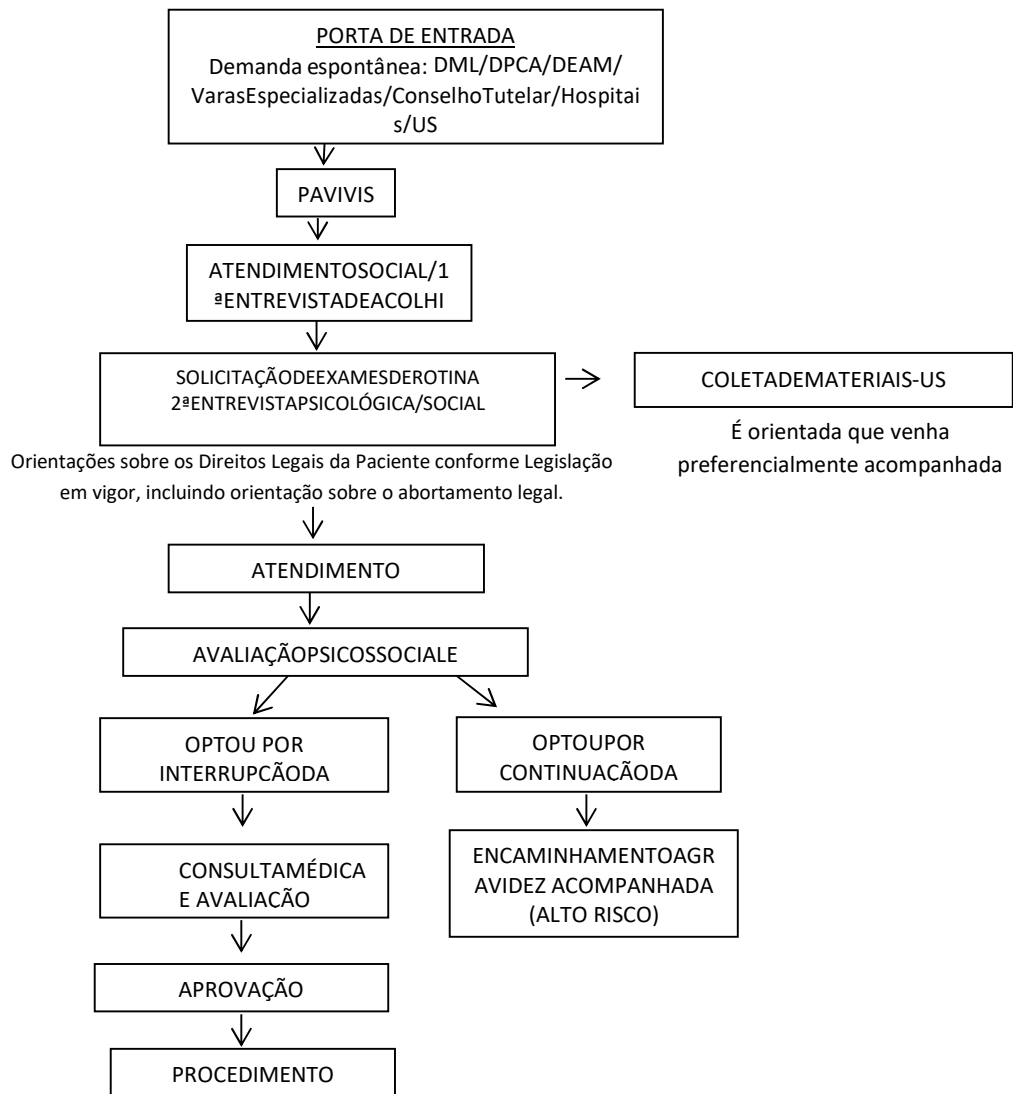 PORTA DE ENTRADA
Demanda espontânea: DML/DPCA/DEAM/
VarasEspecializadas/ConselhoTutelar/Hospitai
s/US
PAVIVIS
ATENDIMENTOSOCIAL/1
ªENTREVISTADEACOLHI
SOLICITAÇÃODEEXAMESDEROTINA
2ªENTREVISTAPSICOLÓGICA/SOCIAL
COLETADEMATERIAIS-US
É orientada que venha
preferencialmente acompanhada
Orientações sobre os Direitos Legais da Paciente conforme Legislação
em vigor, incluindo orientação sobre o abortamento legal.
ATENDIMENTO
AVALIAÇÃOPSICOSSOCIALE
OPTOU POR
INTERRUPCÃODA
OPTOUPOR
CONTINUACÃODA
CONSULTAMÉDICA
E AVALIAÇÃO
ENCAMINHAMENTOAGR
AVIDEZ ACOMPANHADA
(ALTO RISCO)
APROVAÇÃO
PROCEDIMENTO